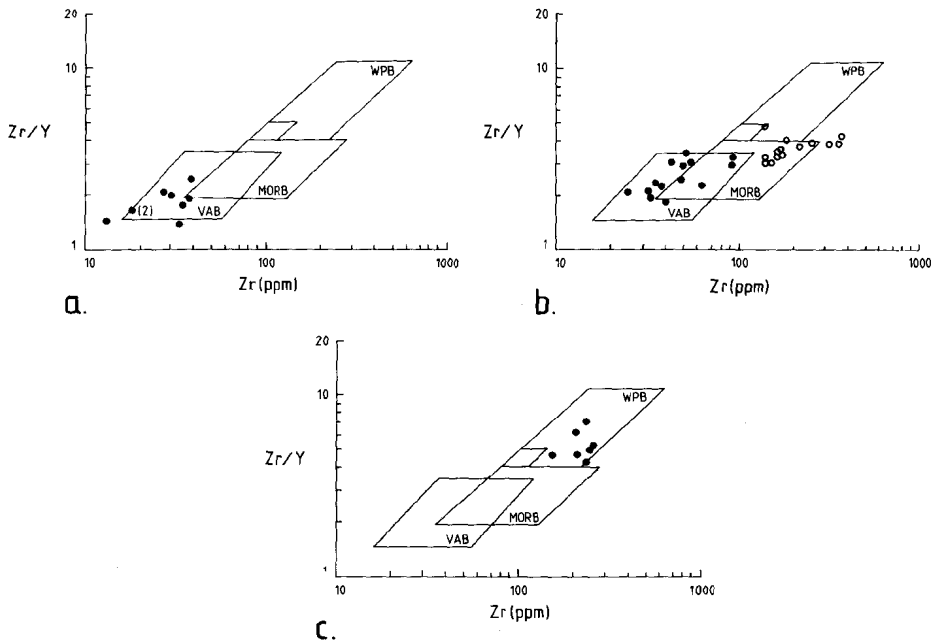 20
10
Zr/Y
1
WPB
MORB
VAB
(2)
10 100 1000
Zr(ppm)
a.
20
10
Zr/Y
1
WPB
MORB
VAB
10 100 1000
Zr(ppm)
b.
20
10
Zr/Y
1
WPB
MORB
VAB
10 100 1000
Zr(ppm)
c.